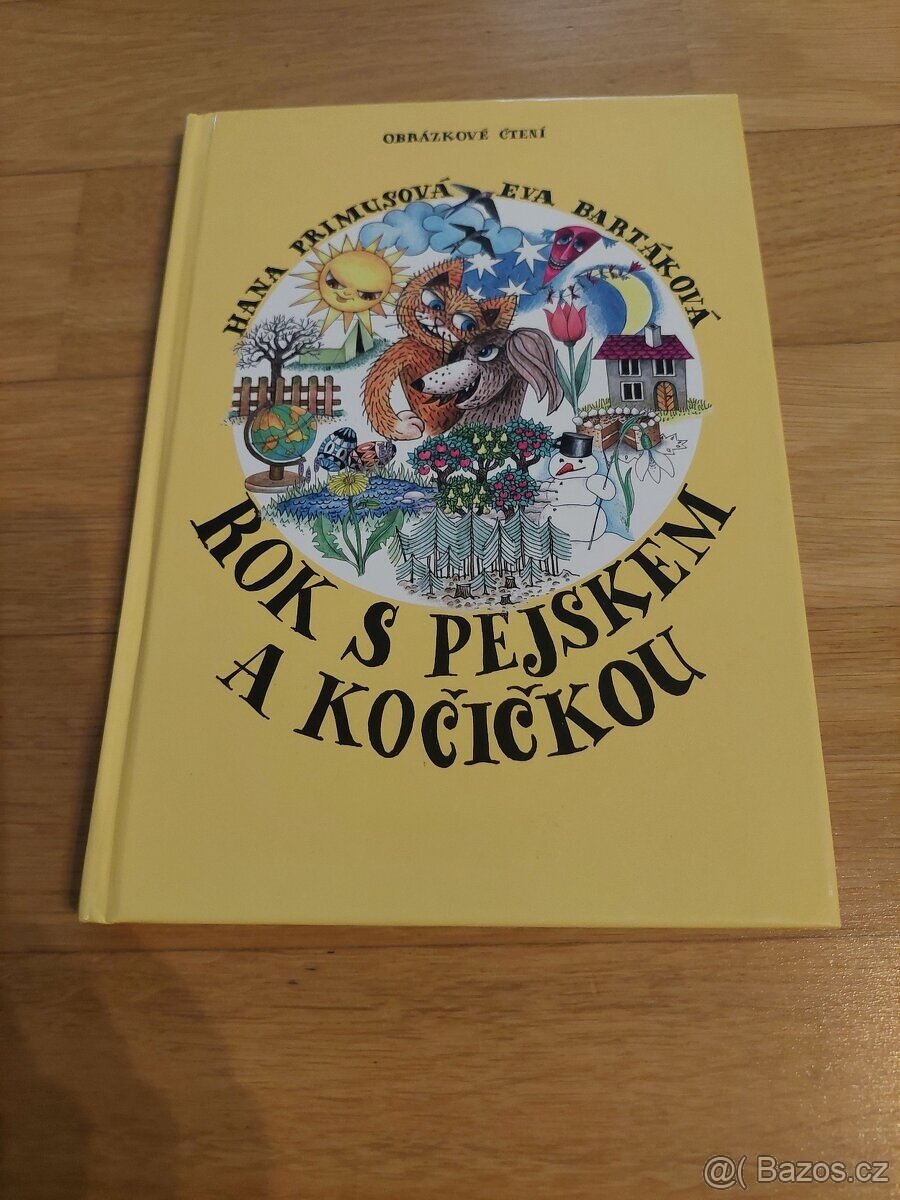 OBRÁZKOVÉ ČTENÍ
HANA PRIMUSOVÁ EVA BARTÁKOVÁ
ROK S PEJSKEM
A KOČIČKOU
@( Bazos.cz